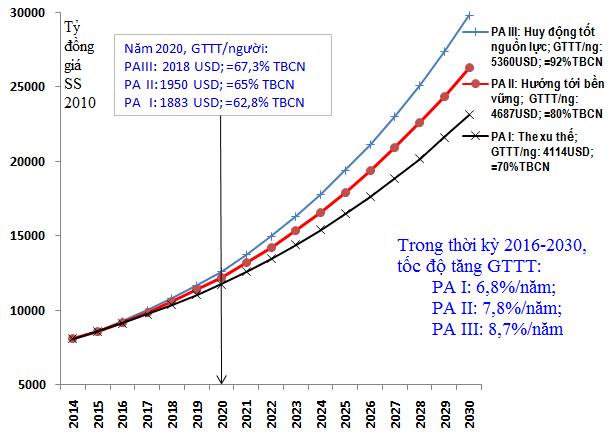 30000
25000
20000
15000
10000
5000
Tỷ
đồng
giá
SS
2010
Năm 2020, GTTT/người:
PAIII: 2018 USD; =67,3% TBCN
PA II: 1950 USD; =65% TBCN
PA I: 1883 USD; =62,8% TBCN
PA III: Huy động tốt
nguồn lực; GTTT/ng:
5360USD; =92%TBCN
PA II: Hướng tới bền
vững; GTTT/ng:
4687USD; =80%TBCN
PA I: The xu thế;
GTTT/ng: 4114USD;
=70%TBCN
Trong thời kỳ 2016-2030,
tốc độ tăng GTTT:
PA I: 6,8%/năm;
PA II: 7,8%/năm;
PA III: 8,7%/năm
2014 2015 2016 2017 2018 2019 2020 2021 2022 2023 2024 2025 2026 2027 2028 2029 2030